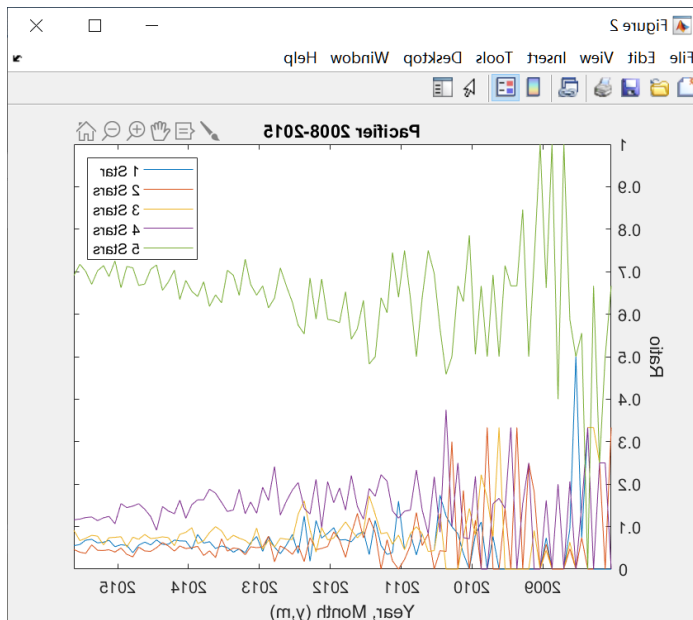 Figure 2
File Edit View Insert Tools Desktop Window Help
Pacifier 2008-2015
1 Star
2 Stars
3 Stars
4 Stars
5 Stars
1
0.9
0.8
0.7
0.6
0.5
0.4
0.3
0.2
0.1
0
Ratio
2009 2010 2011 2012 2013 2014 2015
Year, Month (y,m)